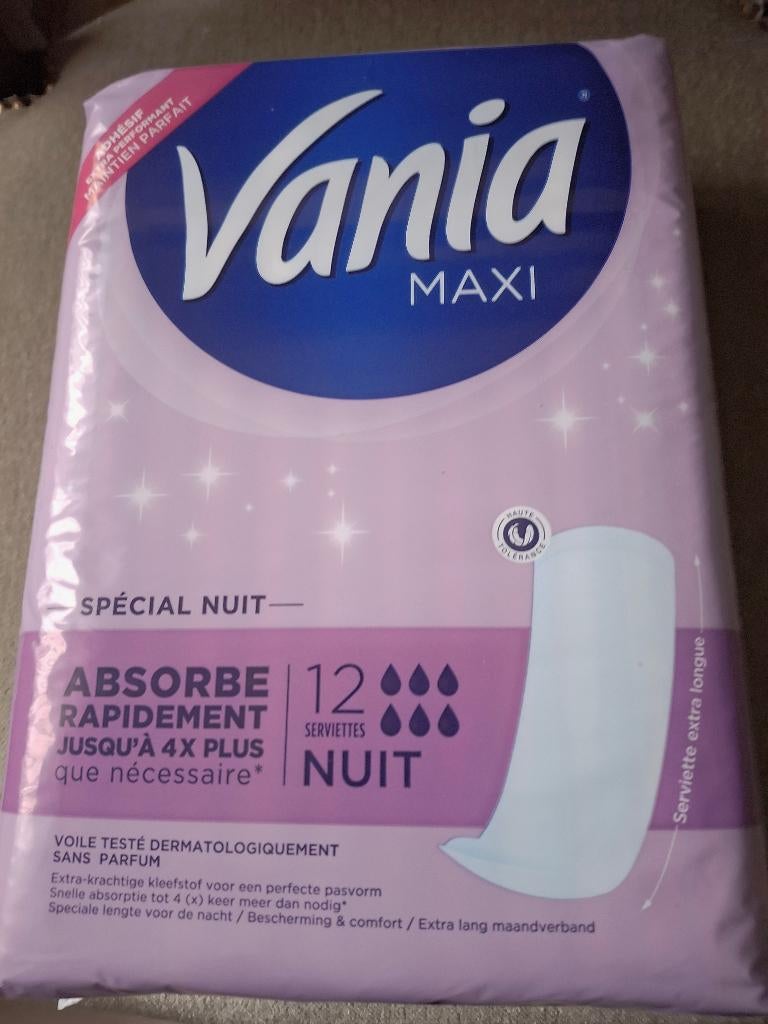 ADHÉSIF
EXTRA PERFORMANT
MAINTIEN PARFAIT
Vania
MAXI
HAUTE
TOLÉRANCE
SPÉCIAL NUIT
ABSORBE
RAPIDEMENT
JUSQU'À 4X PLUS
que nécessaire*
12
SERVIETTES
NUIT
Serviette extra longue
VOILE TESTÉ DERMATOLOGIQUEMENT
SANS PARFUM
Extra-krachtige kleefstof voor een perfecte pasvorm
Snelle absorptie tot 4 (x) keer meer dan nodig*
Speciale lengte voor de nacht / Bescherming & comfort / Extra lang maandverband